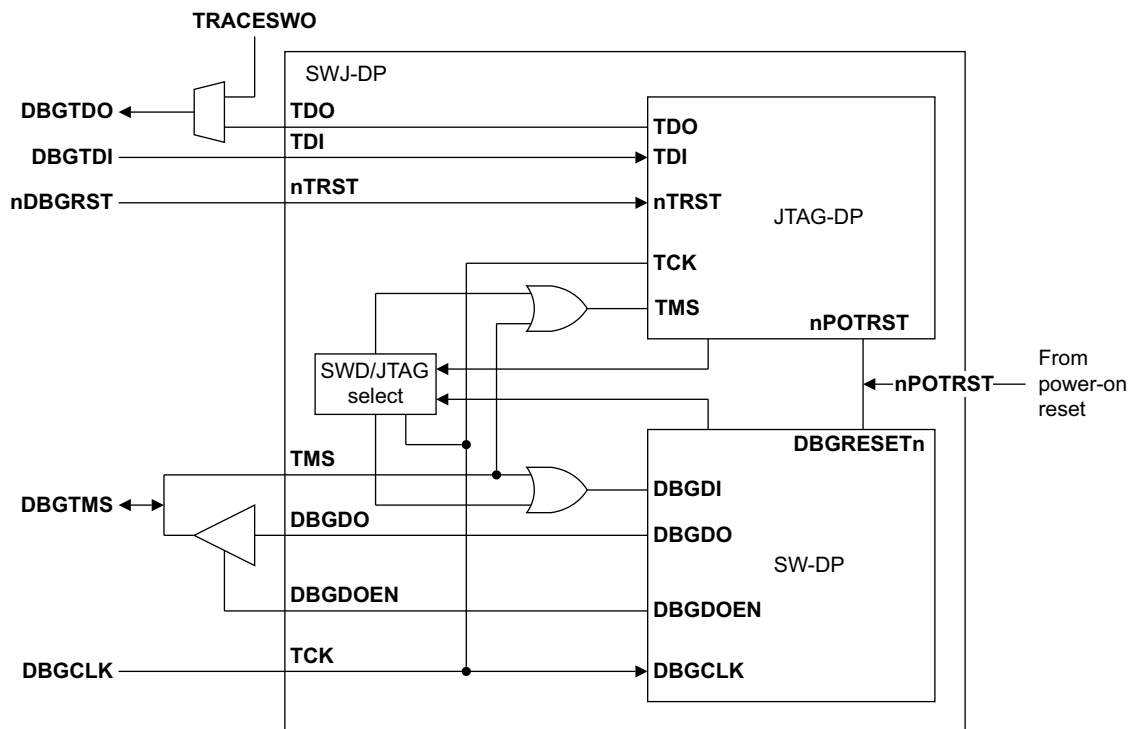 TRACESWO
SWJ-DP
DBGTDO
TDO
TDO
TDI
DBGTDI
TDI
nTRST
nDBGRST
nTRST
JTAG-DP
TCK
TMS
nPOTRST
SWD/JTAG
select
nPOTRST
From
power-on
reset
DBGRESETn
TMS
DBGTMS
DBGDI
DBGDO
DBGDO
SW-DP
DBGDOEN
DBGDOEN
TCK
DBGCLK
DBGCLK